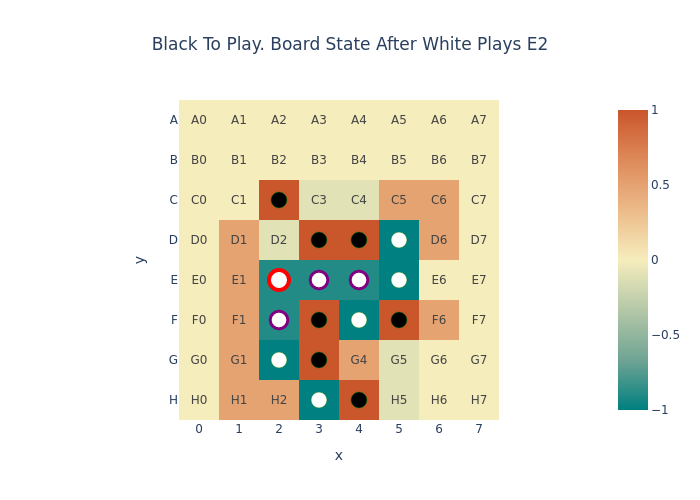 Black To Play. Board State After White Plays E2
A A0 A1 A2 A3 A4 A5 A6 A7
B B0 B1 B2 B3 B4 B5 B6 B7
C C0 C1 C3 C4 C5 C6 C7
D D0 D1 D2 D6 D7
E E0 E1 E6 E7
F F0 F1 F6 F7
G G0 G1 G4 G5 G6 G7
H H0 H1 H2 H5 H6 H7
0 1 2 3 4 5 6 7
x
y
1
0.5
0
−0.5
−1